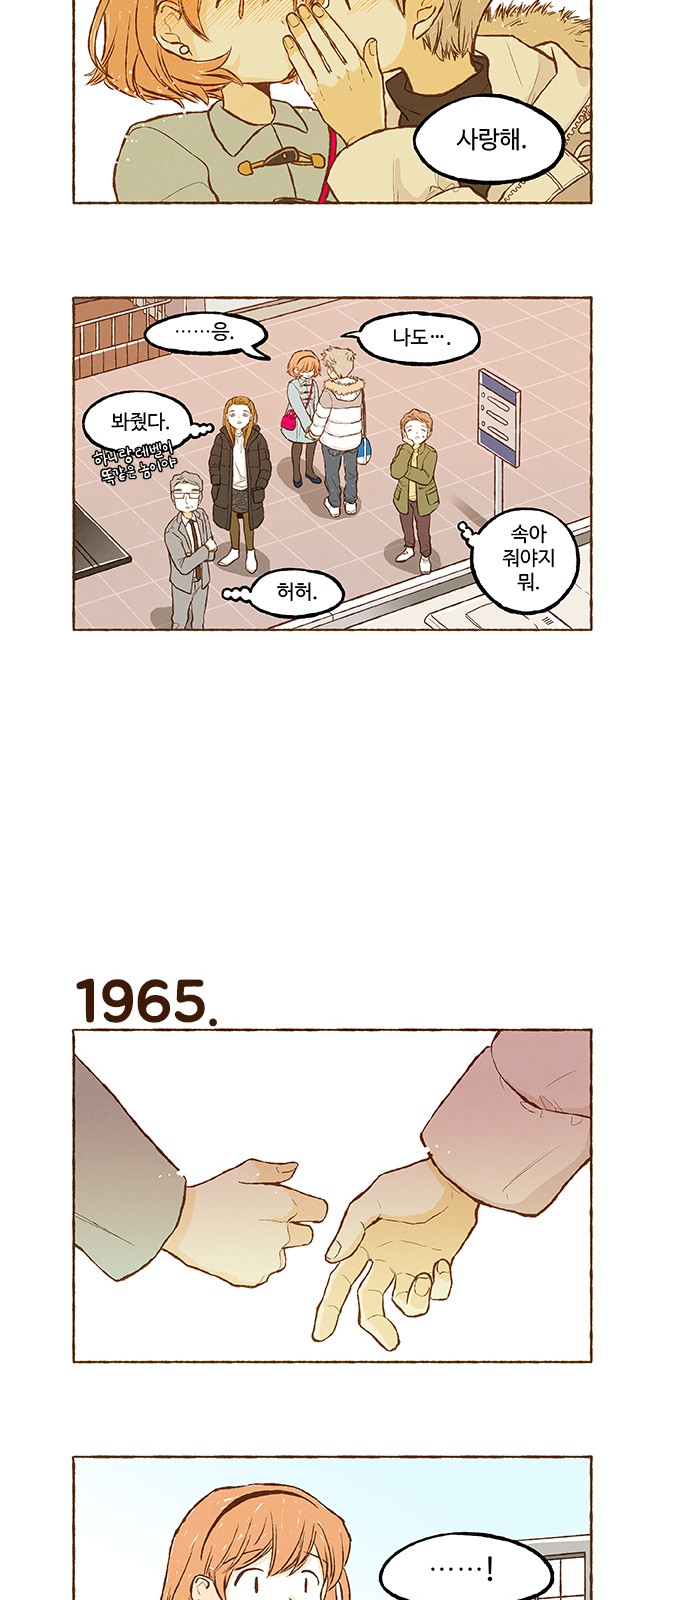 사랑해.
……응.
나도….
봐줬다.
하는랑 레벨이
똑같은 놈이야
속아
줘야지
뭐.
허허.
1965.
……!